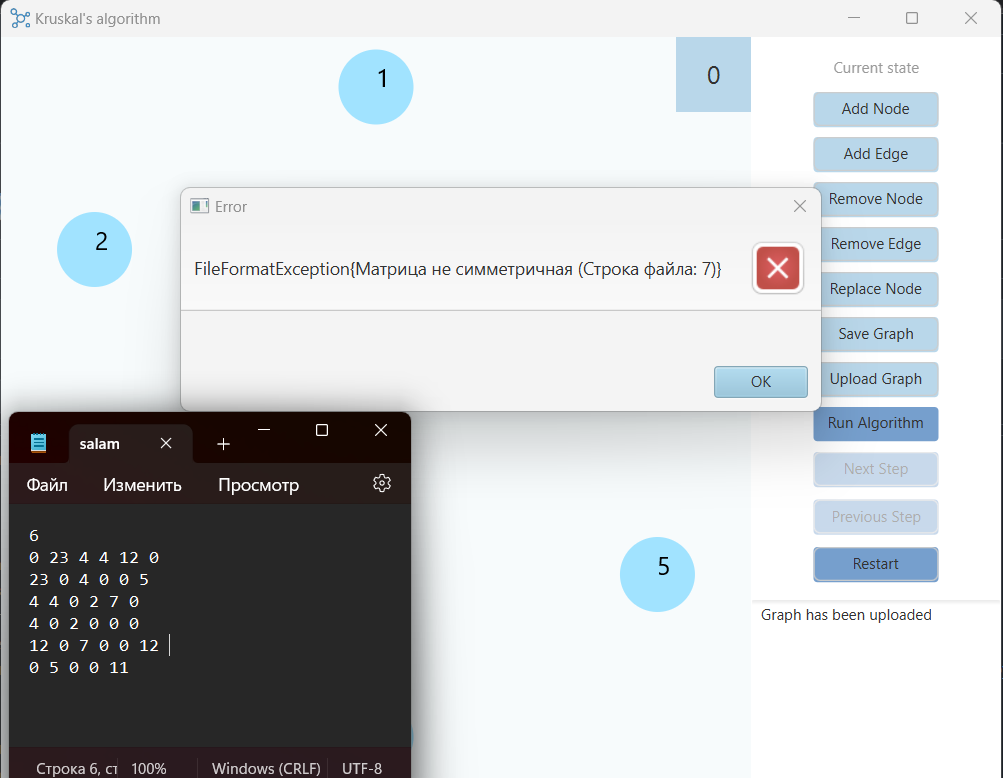 Kruskal's algorithm
1
0
2
5
Current state
Add Node
Add Edge
Remove Node
Remove Edge
Replace Node
Save Graph
Upload Graph
Run Algorithm
Next Step
Previous Step
Restart
Graph has been uploaded
Error
FileFormatException{Матрица не симметричная (Строка файла: 7)}
OK
salam
Файл Изменить Просмотр
6
0 23 4 4 12 0
23 0 4 0 0 5
4 4 0 2 7 0
4 0 2 0 0 0
12 0 7 0 0 12
0 5 0 0 11
Строка 6, ст 100% Windows (CRLF) UTF-8